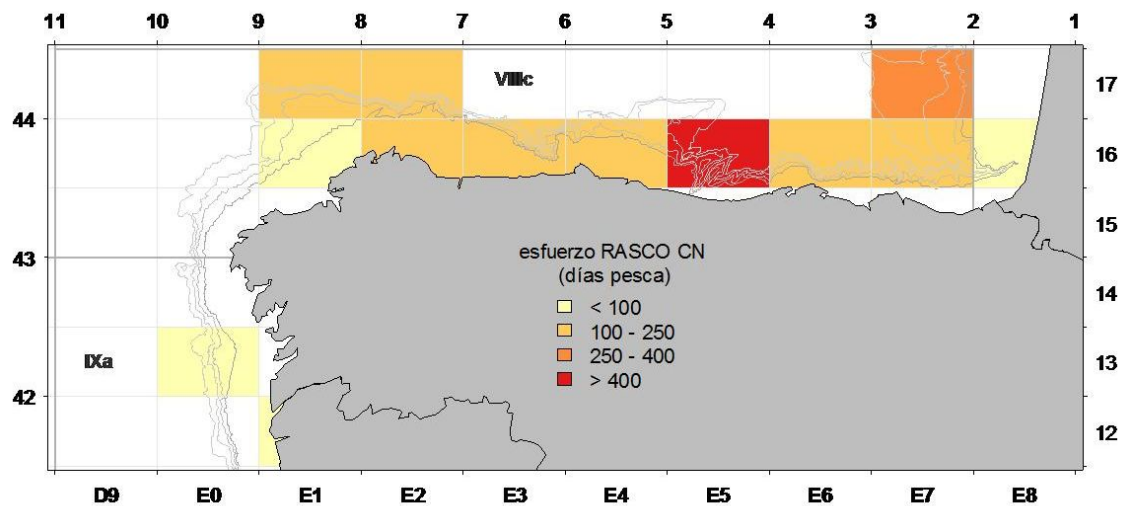 11 10 9 8 7 6 5 4 3 2 1
VIIIc
17
44
16
15
43
esfuerzo RASCO CN
(días pesca)
< 100
100 - 250
250 - 400
> 400
14
IXa
13
42
12
D9 E0 E1 E2 E3 E4 E5 E6 E7 E8